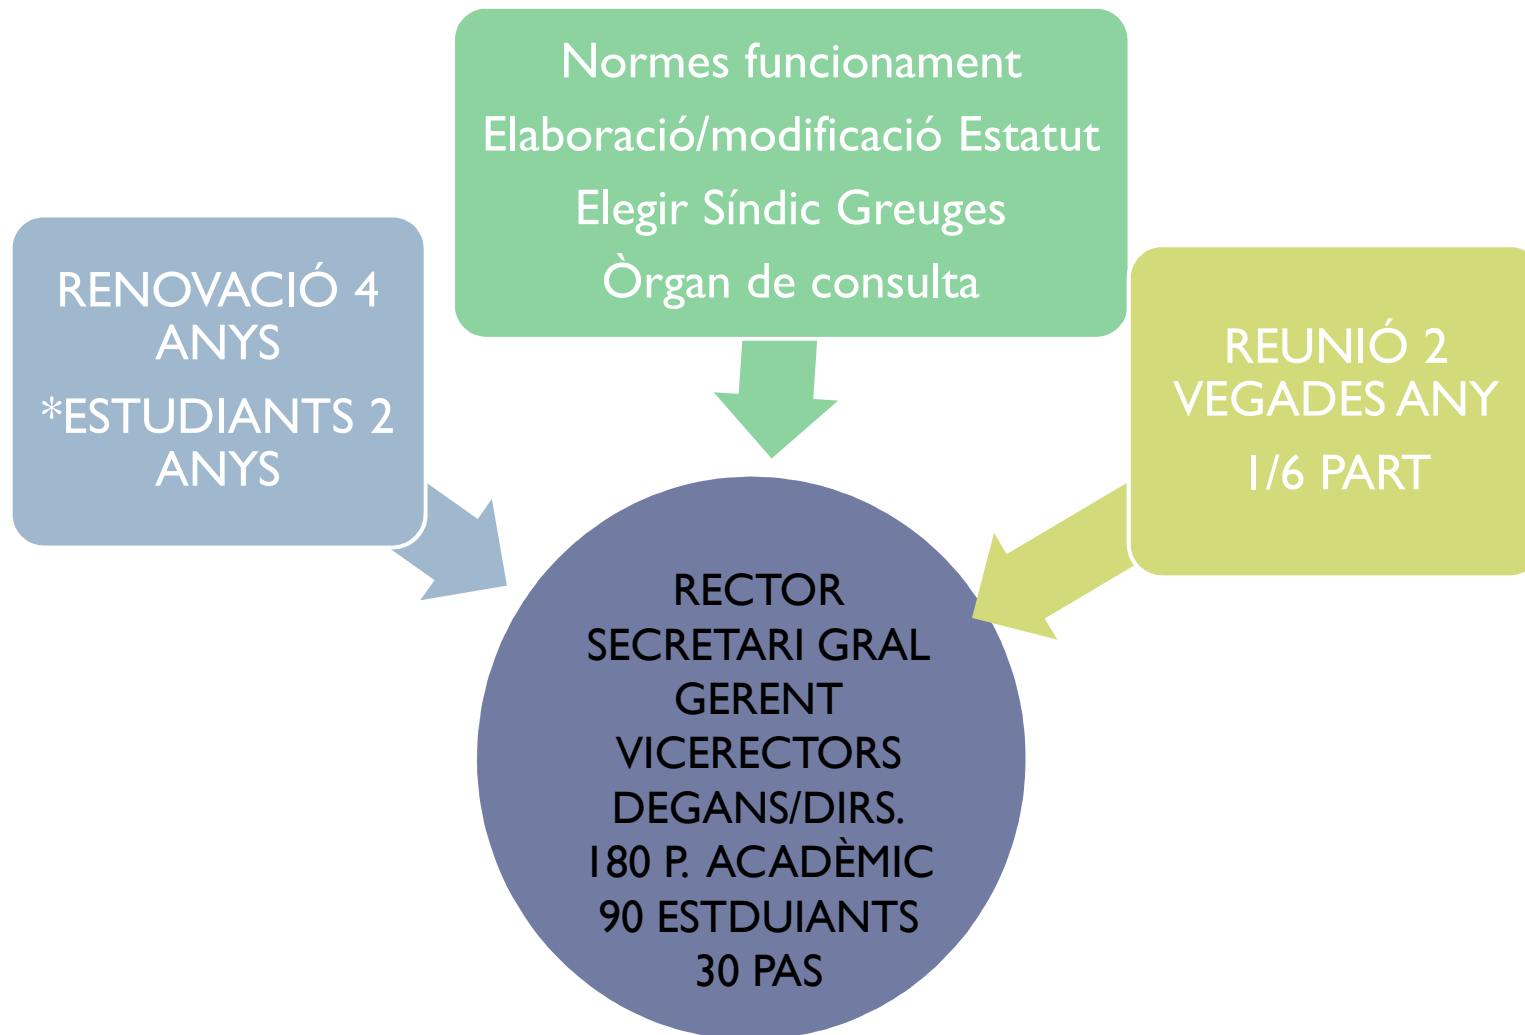 Normes funcionament
Elaboració/modificació Estatut
Elegir Síndic Greuges
Òrgan de consulta
RENOVACIÓ 4
ANYS
*ESTUDIANTS 2
ANYS
REUNIÓ 2
VEGADES ANY
1/6 PART
RECTOR
SECRETARI GRAL
GERENT
VICERECTORS
DEGANS/DIRS.
180 P. ACADÈMIC
90 ESTDUIANTS
30 PAS